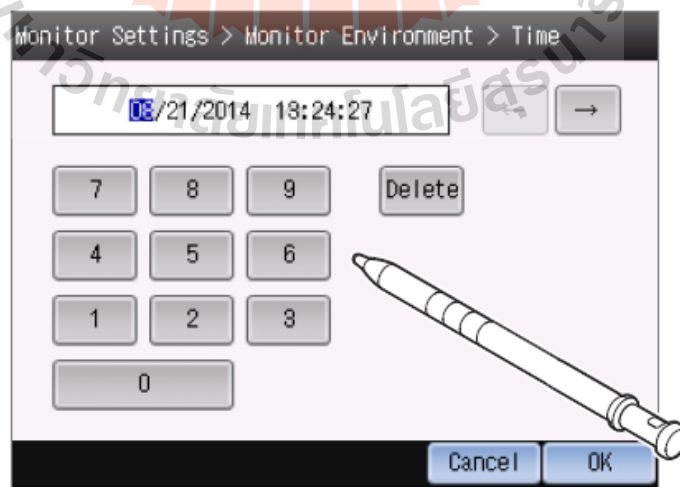 Monitor Settings > Monitor Environment > Time
08/21/2014 13:24:27
← →
7 8 9 Delete
4 5 6
1 2 3
0
Cancel OK